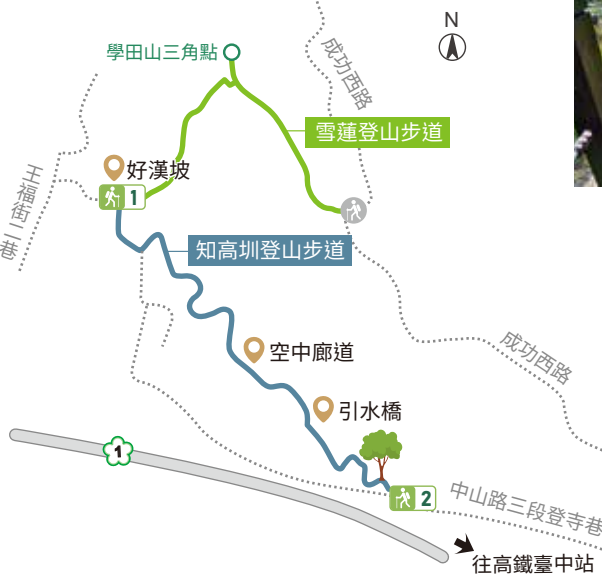 N
學田山三角點
成功西路
雪蓮登山步道
好漢坡
1
王福街二巷
知高圳登山步道
空中廊道
成功西路
引水橋
1
2
中山路三段登寺巷
往高鐵臺中站